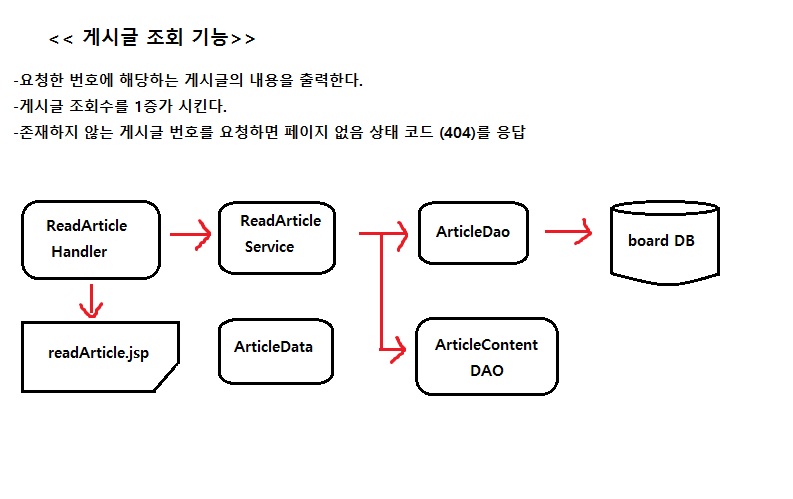 << 게시글 조회 기능>>
-요청한 번호에 해당하는 게시글의 내용을 출력한다.
-게시글 조회수를 1증가 시킨다.
-존재하지 않는 게시글 번호를 요청하면 페이지 없음 상태 코드 (404)를 응답
ReadArticle
Handler
ReadArticle
Service
ArticleDao
board DB
readArticle.jsp
ArticleData
ArticleContent
DAO